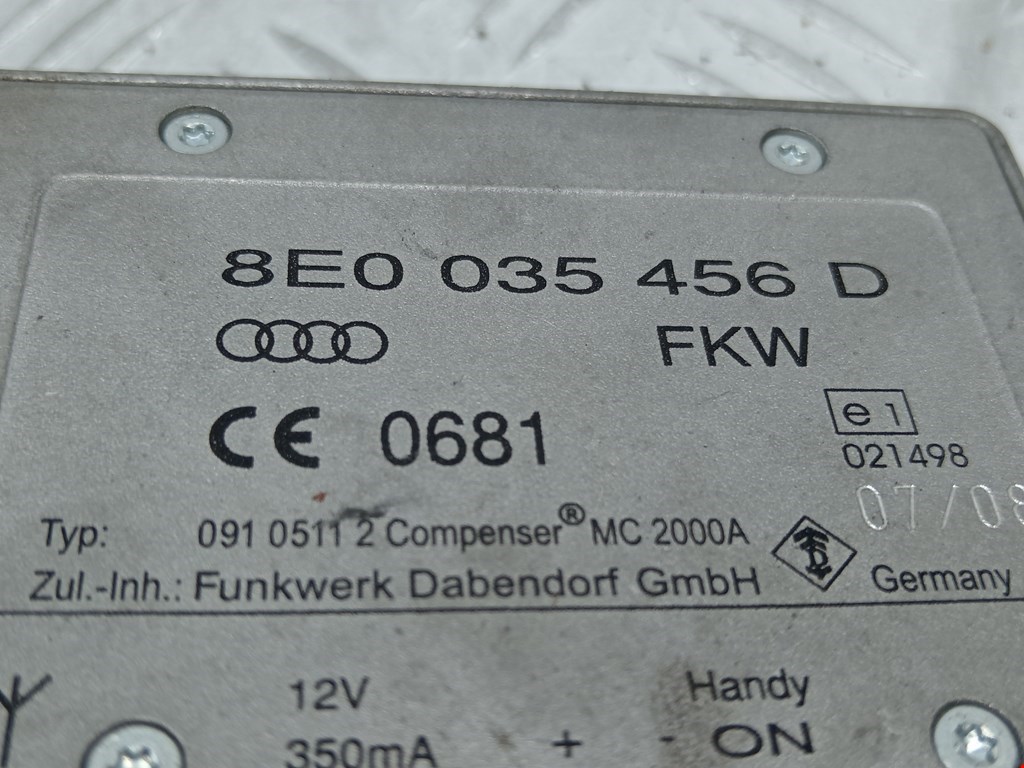 8E0 035 456 D
FKW
CE 0681
e 1
021498
07/08
Typ: 091 0511 2 Compenser® MC 2000A
Zul.-Inh.: Funkwerk Dabendorf GmbH Germany
12V Handy
350mA + - ON